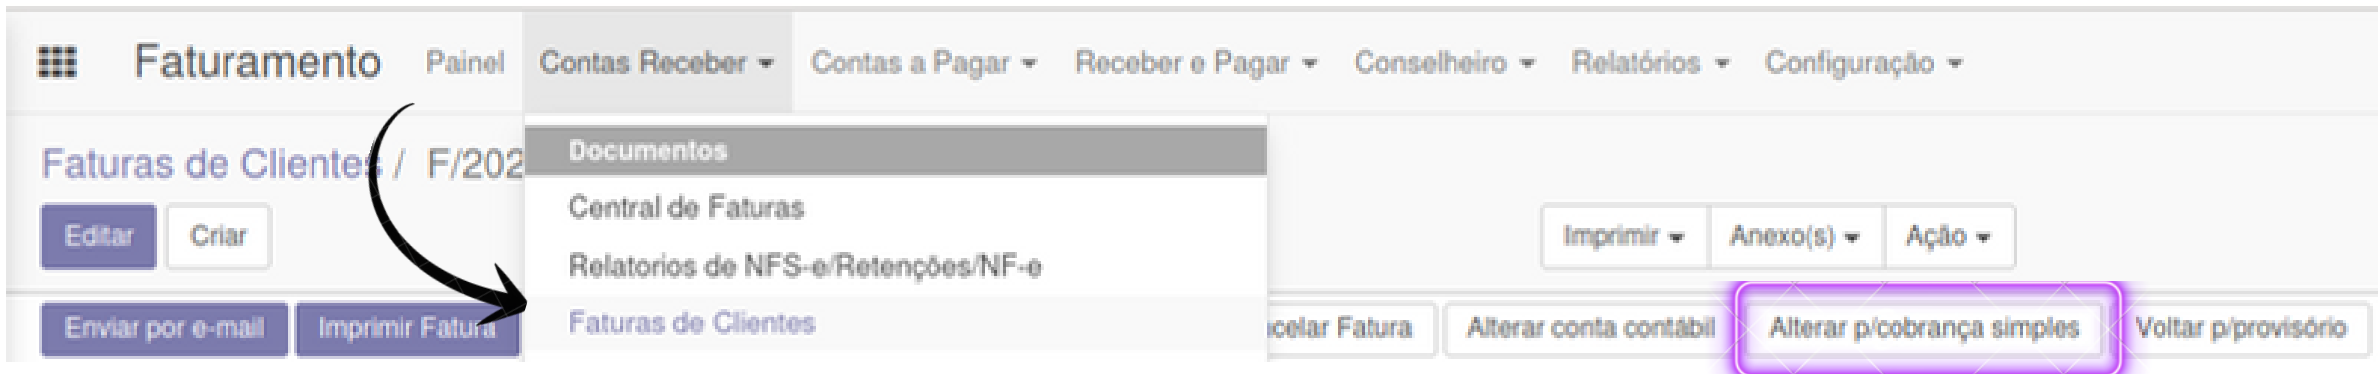 Faturamento Painel Contas Receber Contas a Pagar Receber e Pagar Conselheiro Relatórios Configuração
Faturas de Clientes / F/202
Documentos
Central de Faturas
Editar Criar
Imprimir Anexo(s) Ação
Relatorios de NFS-e/Retenções/NF-e
Faturas de Clientes
Enviar por e-mail Imprimir Fatura celar Fatura Alterar conta contábil Alterar p/cobrança simples Voltar p/provisório